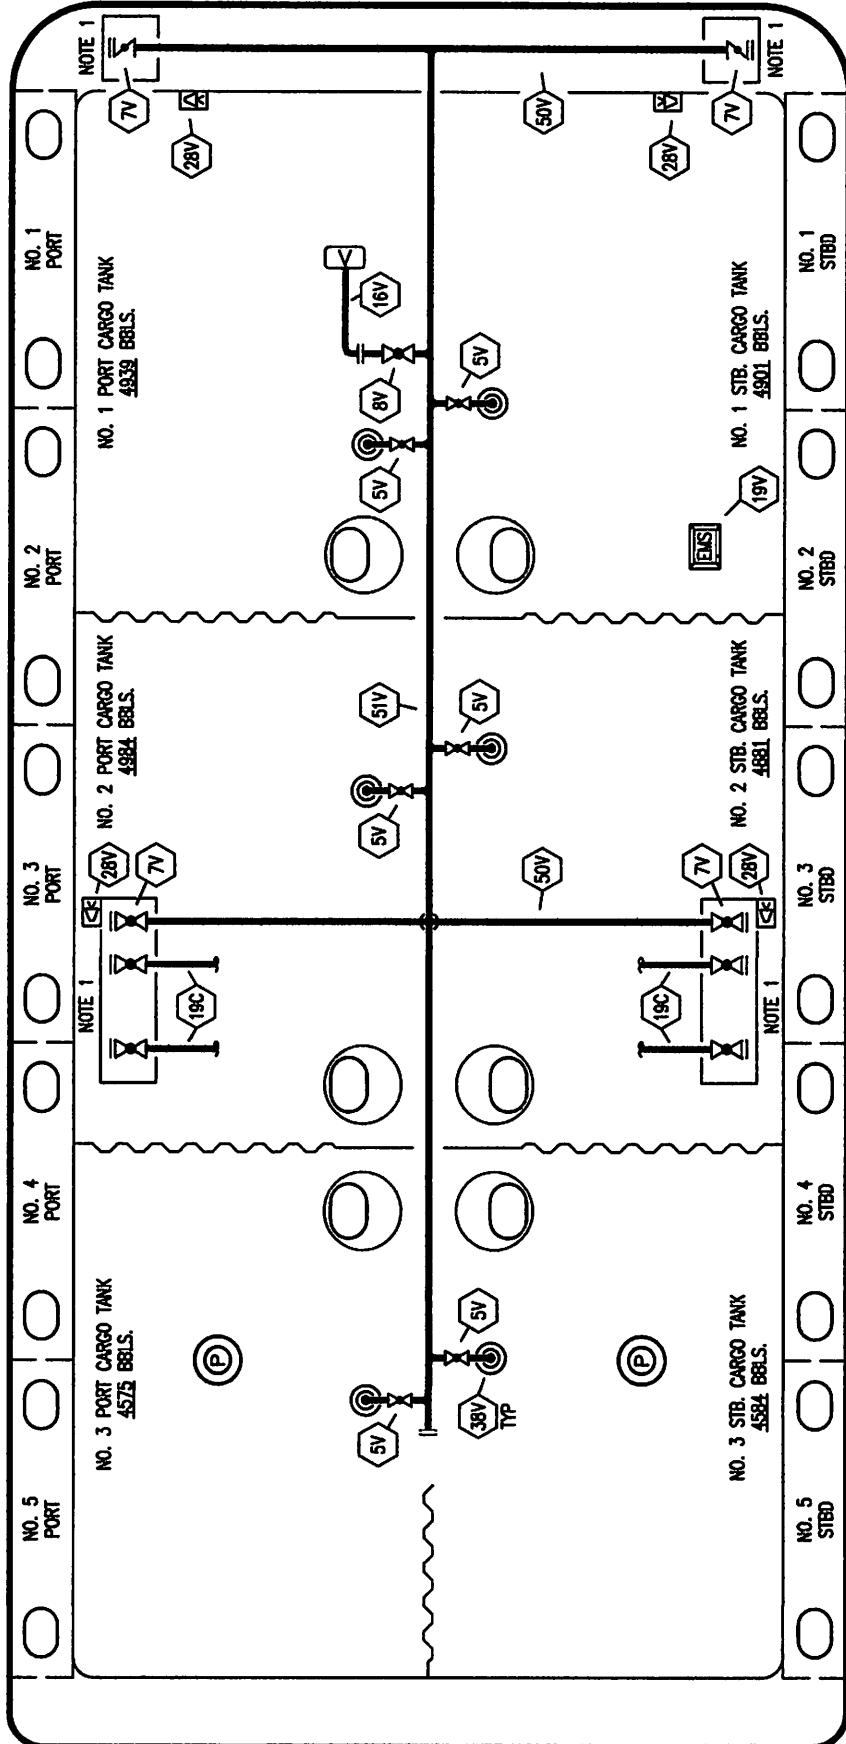 NO. 5
PORT
NO. 4
PORT
NO. 3
PORT
NO. 2
PORT
NO. 1
PORT
NOTE 1
28V
NOTE 1
NO. 3 PORT CARGO TANK
4575 BBLS.
NO. 2 PORT CARGO TANK
4984 BBLS.
NO. 1 PORT CARGO TANK
4939 BBLS.
7V
7V
19C
28V
P
5V
5V
51V
5V
8V
16V
38V
TYP
5V
5V
5V
50V
50V
P
19C
28V
7V
EMS
7V
NO. 3 STB. CARGO TANK
4584 BBLS.
NO. 2 STB. CARGO TANK
4881 BBLS.
NO. 1 STB. CARGO TANK
4901 BBLS.
28V
19V
NOTE 1
NOTE 1
NO. 5
STBD
NO. 4
STBD
NO. 3
STBD
NO. 2
STBD
NO. 1
STBD